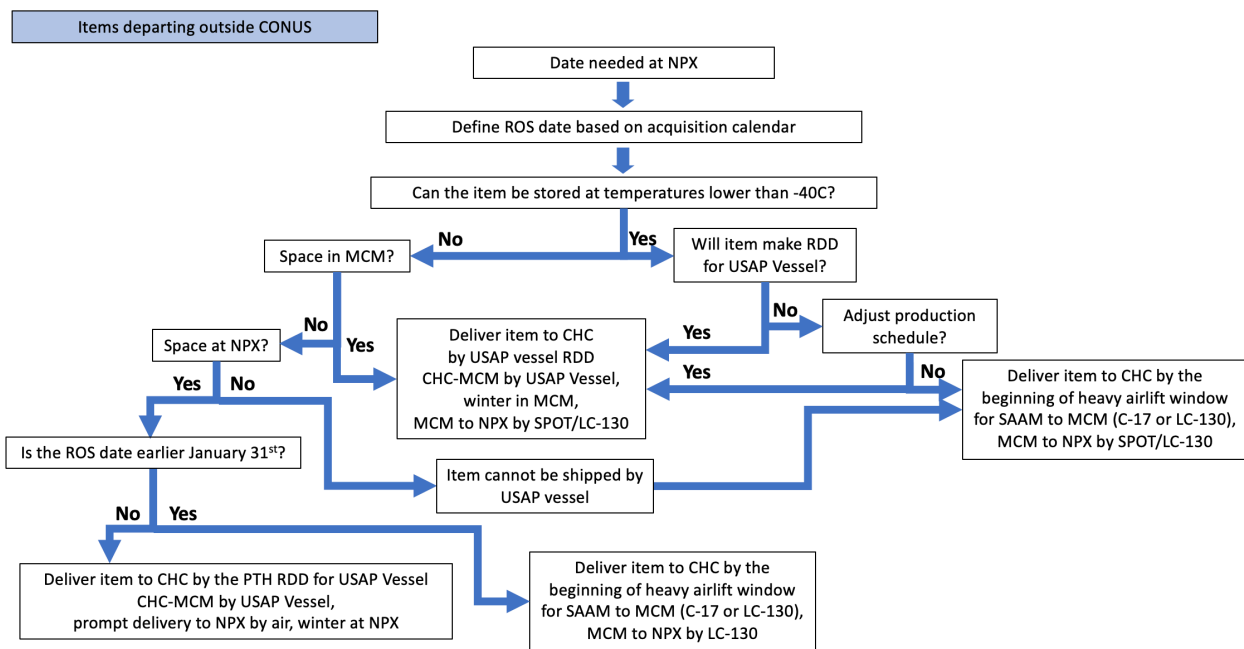 Items departing outside CONUS
Date needed at NPX
Define ROS date based on acquisition calendar
Can the item be stored at temperatures lower than -40C?
No
Yes
Space in MCM?
Will item make RDD
for USAP Vessel?
No
Yes
No
Yes
Space at NPX?
Deliver item to CHC
by USAP vessel RDD
CHC-MCM by USAP Vessel,
winter in MCM,
MCM to NPX by SPOT/LC-130
Adjust production
schedule?
Yes
No
Yes
No
Deliver item to CHC by the
beginning of heavy airlift window
for SAAM to MCM (C-17 or LC-130),
MCM to NPX by SPOT/LC-130
Is the ROS date earlier January 31st?
Item cannot be shipped by
USAP vessel
No
Yes
Deliver item to CHC by the PTH RDD for USAP Vessel
CHC-MCM by USAP Vessel,
prompt delivery to NPX by air, winter at NPX
Deliver item to CHC by the
beginning of heavy airlift window
for SAAM to MCM (C-17 or LC-130),
MCM to NPX by LC-130